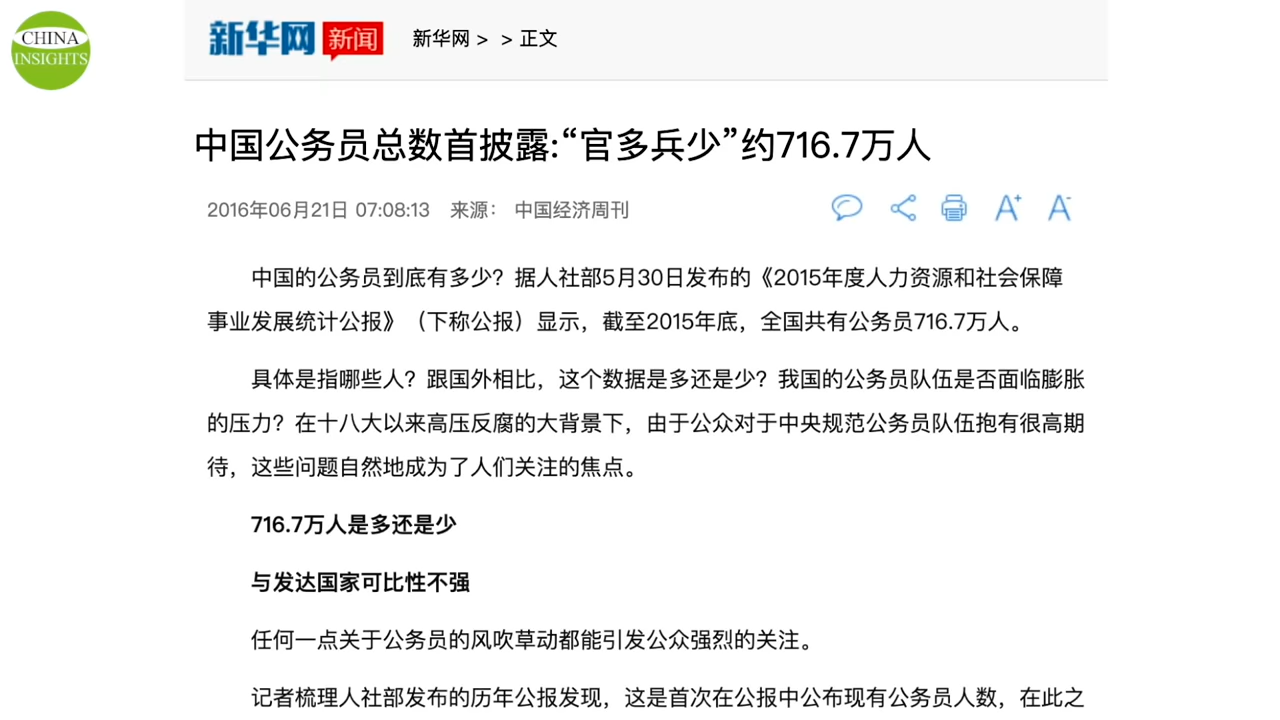 CHINA
INSIGHTS
新华网 新闻 新华网 > > 正文
中国公务员总数首披露:“官多兵少”约716.7万人
2016年06月21日 07:08:13 来源： 中国经济周刊
A+ A-
中国的公务员到底有多少？据人社部5月30日发布的《2015年度人力资源和社会保障
事业发展统计公报》（下称公报）显示，截至2015年底，全国共有公务员716.7万人。
具体是指哪些人？跟国外相比，这个数据是多还是少？我国的公务员队伍是否面临膨胀
的压力？在十八大以来高压反腐的大背景下，由于公众对于中央规范公务员队伍抱有很高期
待，这些问题自然地成为了人们关注的焦点。
716.7万人是多还是少
与发达国家可比性不强
任何一点关于公务员的风吹草动都能引发公众强烈的关注。
记者梳理人社部发布的历年公报发现，这是首次在公报中公布现有公务员人数，在此之